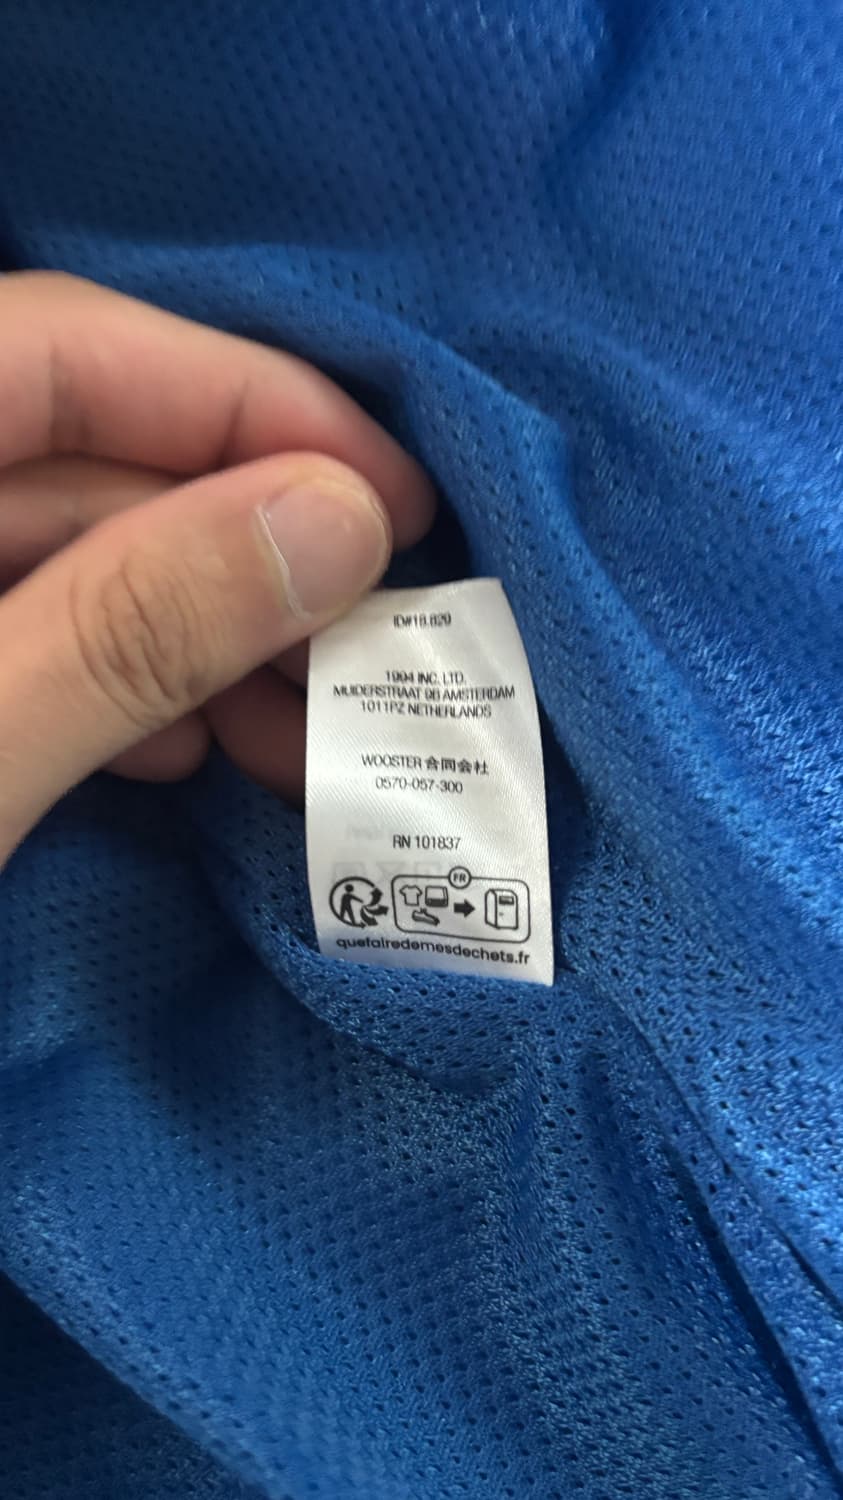 ID#18.829
1994 INC. LTD.
MUIDERSTRAAT 9B AMSTERDAM
1011PZ NETHERLANDS
WOOSTER 合同会社
0570-057-300
RN 101837
FR
quefairedemesdechets.fr